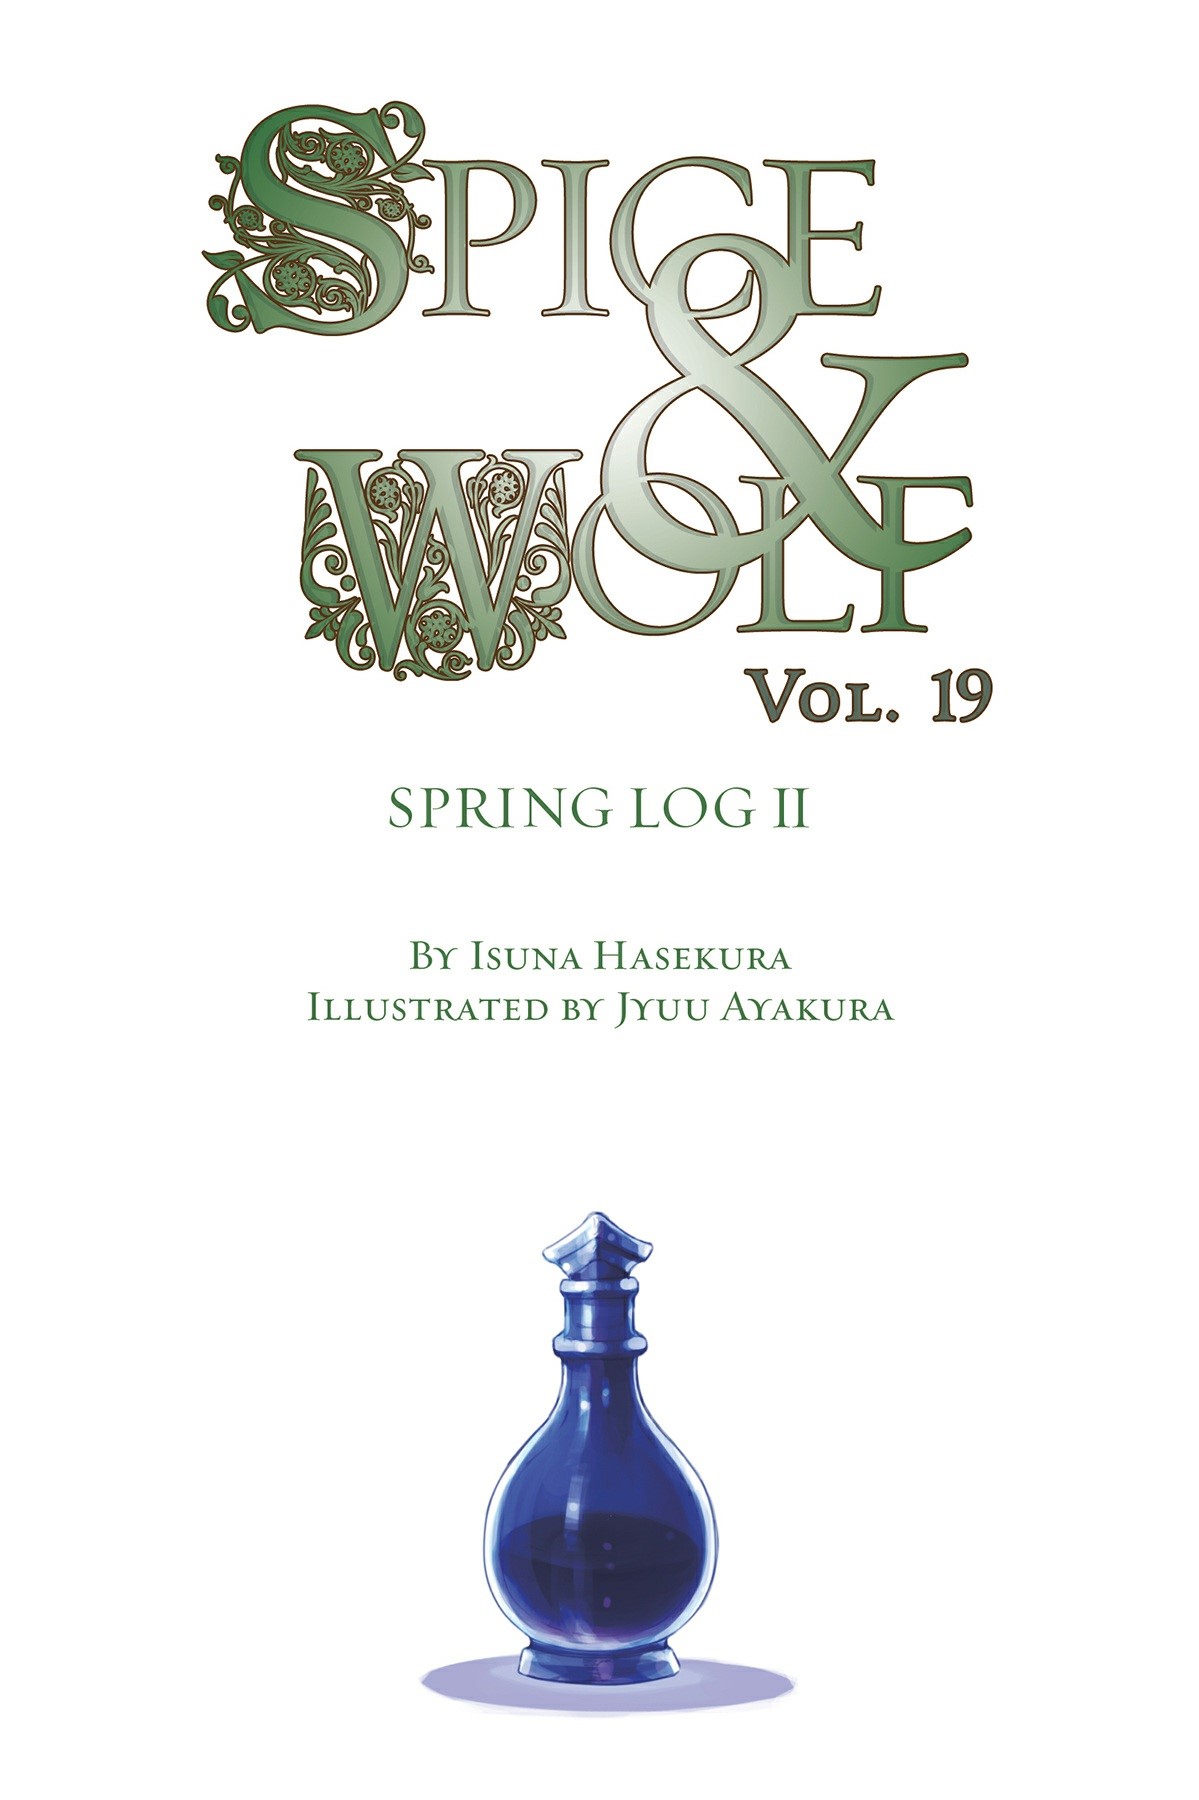 SPICE
&
WOLF
VOL. 19
SPRING LOG II
BY ISUNA HASEKURA
ILLUSTRATED BY JYUU AYAKURA